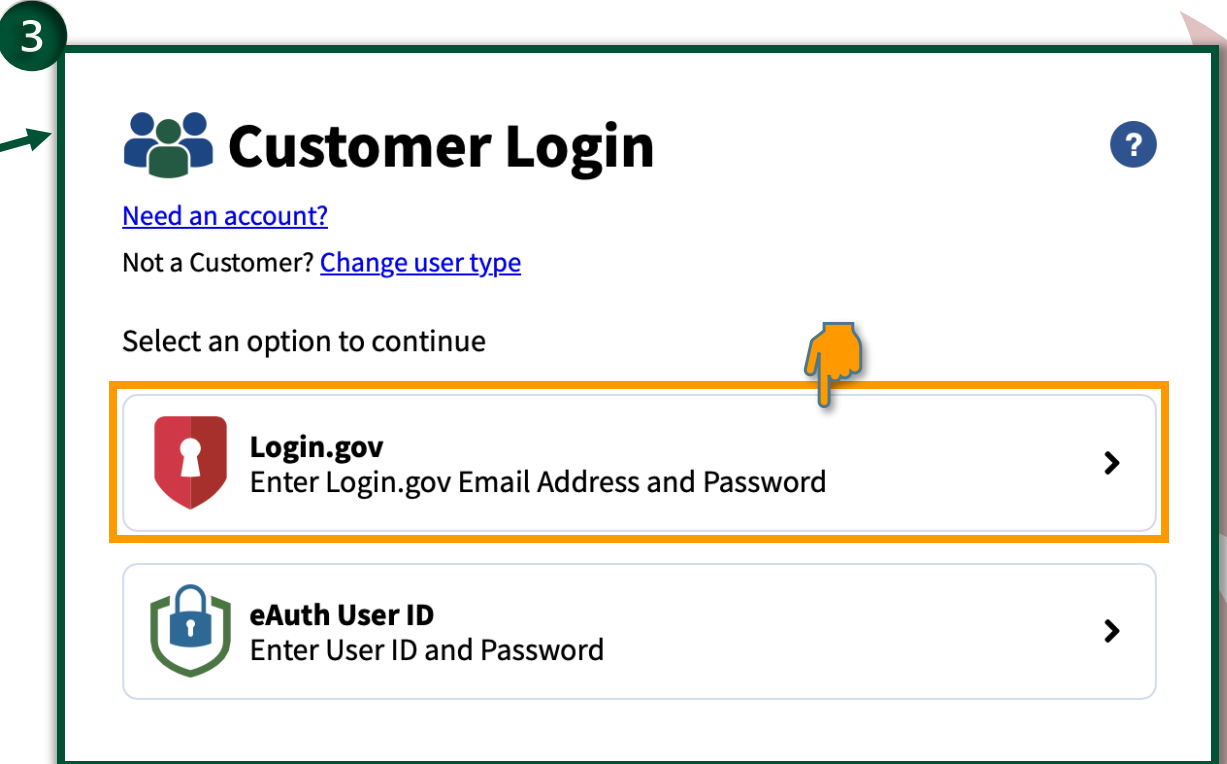 3
Customer Login
?
Need an account?
Not a Customer? Change user type
Select an option to continue
Login.gov
Enter Login.gov Email Address and Password
eAuth User ID
Enter User ID and Password